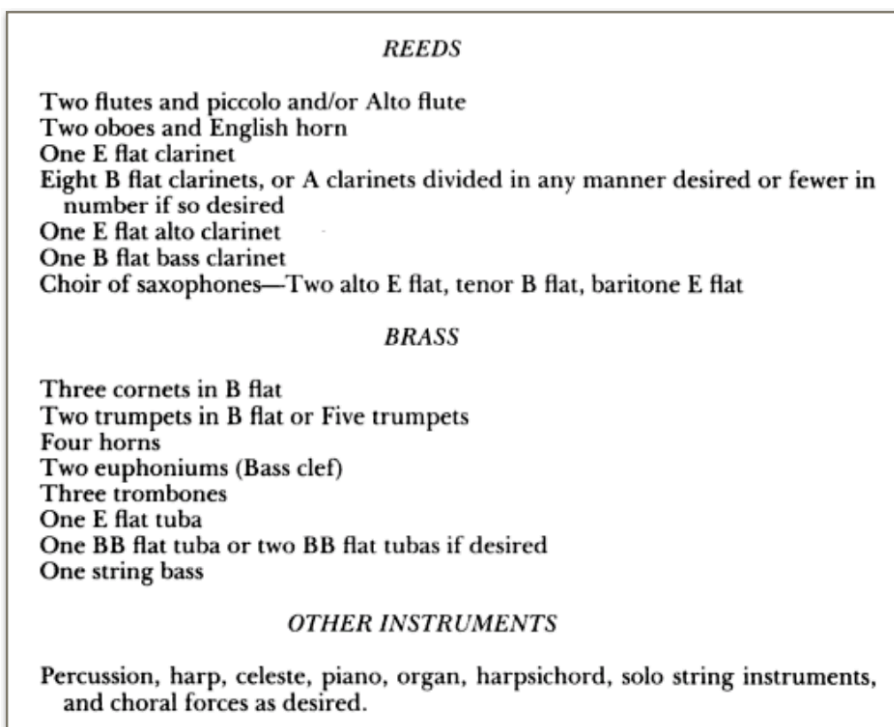 REEDS
Two flutes and piccolo and/or Alto flute
Two oboes and English horn
One E flat clarinet
Eight B flat clarinets, or A clarinets divided in any manner desired or fewer in
number if so desired
One E flat alto clarinet
One B flat bass clarinet
Choir of saxophones—Two alto E flat, tenor B flat, baritone E flat
BRASS
Three cornets in B flat
Two trumpets in B flat or Five trumpets
Four horns
Two euphoniums (Bass clef)
Three trombones
One E flat tuba
One BB flat tuba or two BB flat tubas if desired
One string bass
OTHER INSTRUMENTS
Percussion, harp, celeste, piano, organ, harpsichord, solo string instruments,
and choral forces as desired.